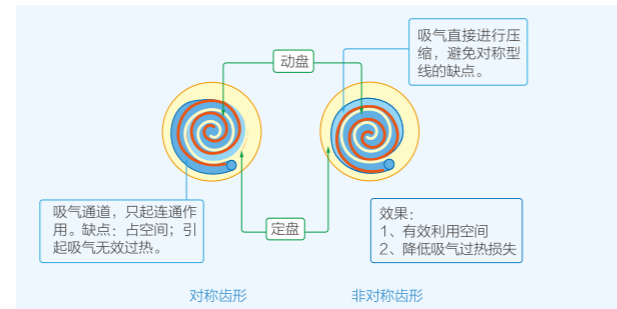 吸气直接进行压
缩，避免对称型
线的缺点。
动盘
吸气通道，只起连通作
用。缺点：占空间；引
起吸气无效过热。
定盘
效果：
1、有效利用空间
2、降低吸气过热损失
对称齿形
非对称齿形